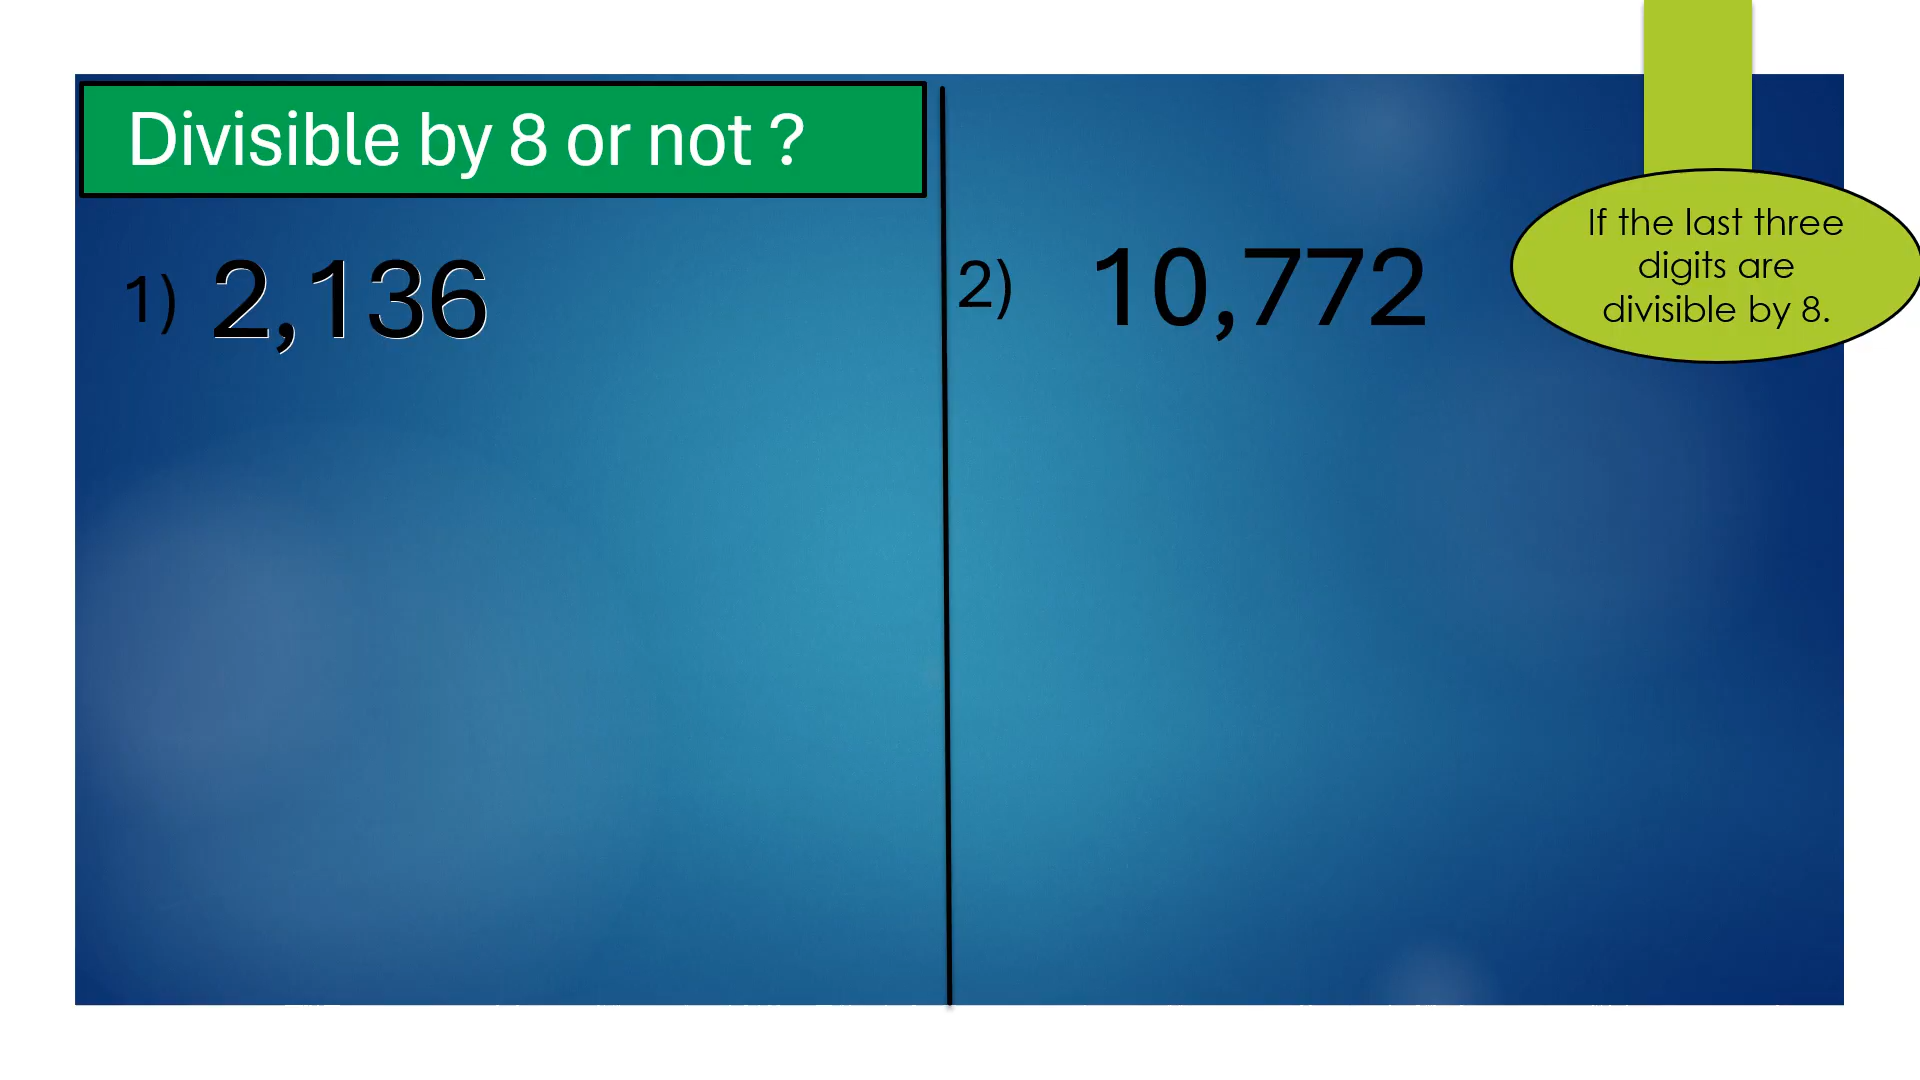 Divisible by 8 or not ?
1) 2,136
2) 10,772
If the last three
digits are
divisible by 8.